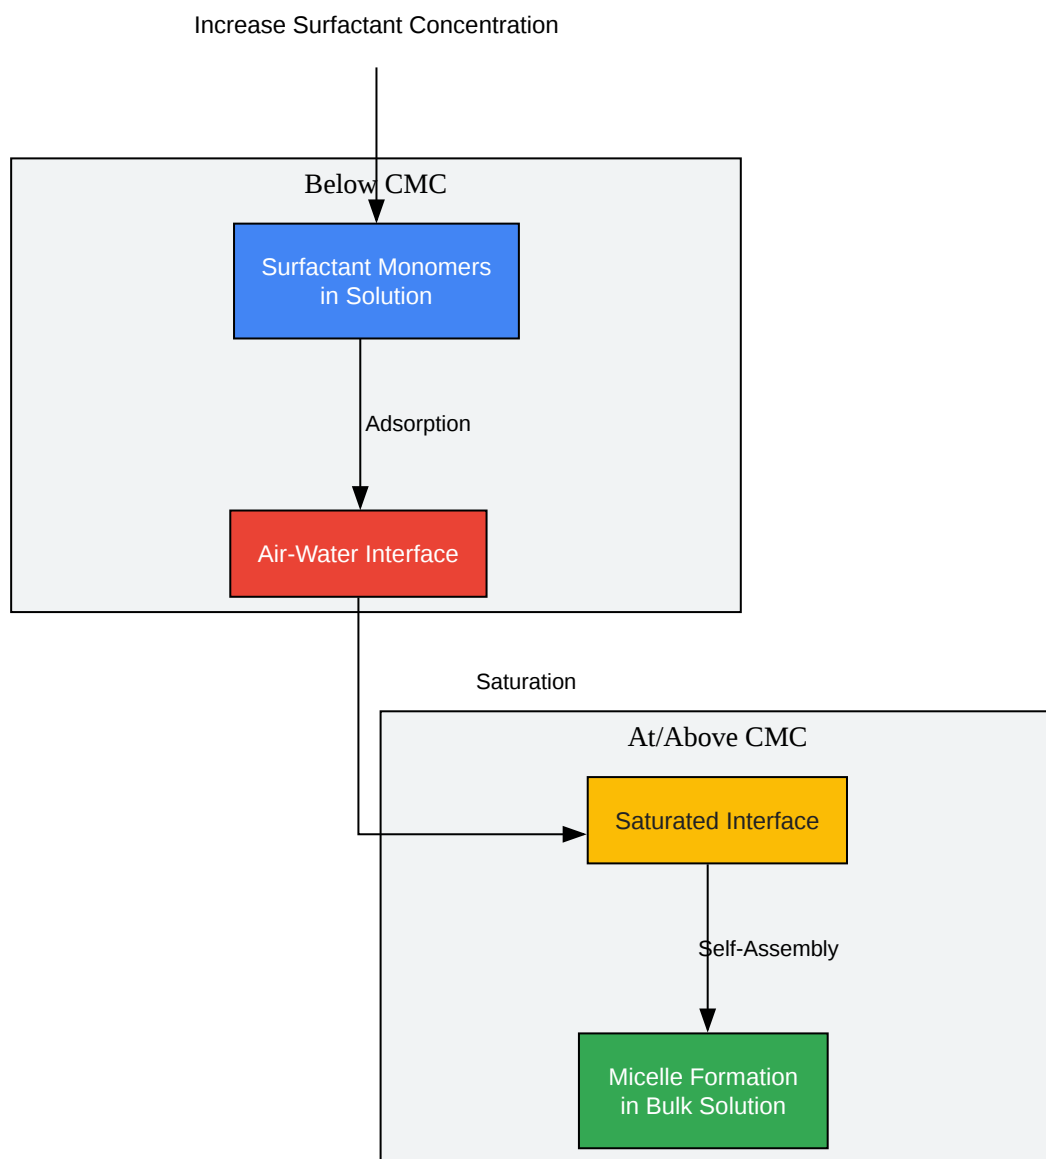 Increase Surfactant Concentration
Below CMC
Surfactant Monomers
in Solution
Adsorption
Air-Water Interface
Saturation
At/Above CMC
Saturated Interface
Self-Assembly
Micelle Formation
in Bulk Solution